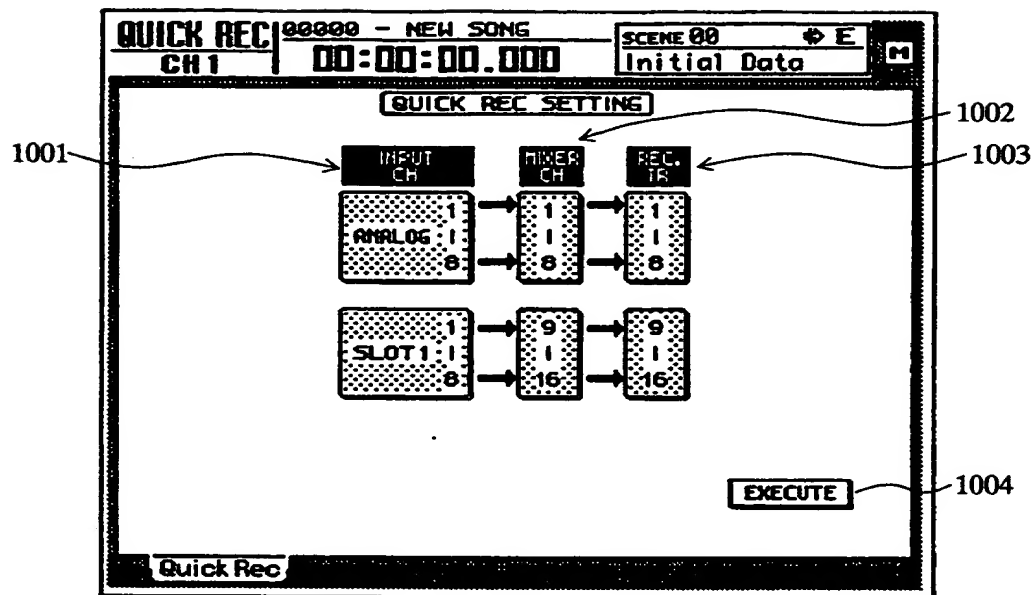 QUICK REC
CH 1
00000 - NEW SONG
00:00:00.000
SCENE 00 E
Initial Data
M
QUICK REC SETTING
1001
1002
1003
INPUT
CH
MIXER
CH
REC.
TR
ANALOG
1
I
8
1
I
8
1
I
8
SLOT1
1
I
8
9
I
16
9
I
16
EXECUTE
1004
Quick Rec